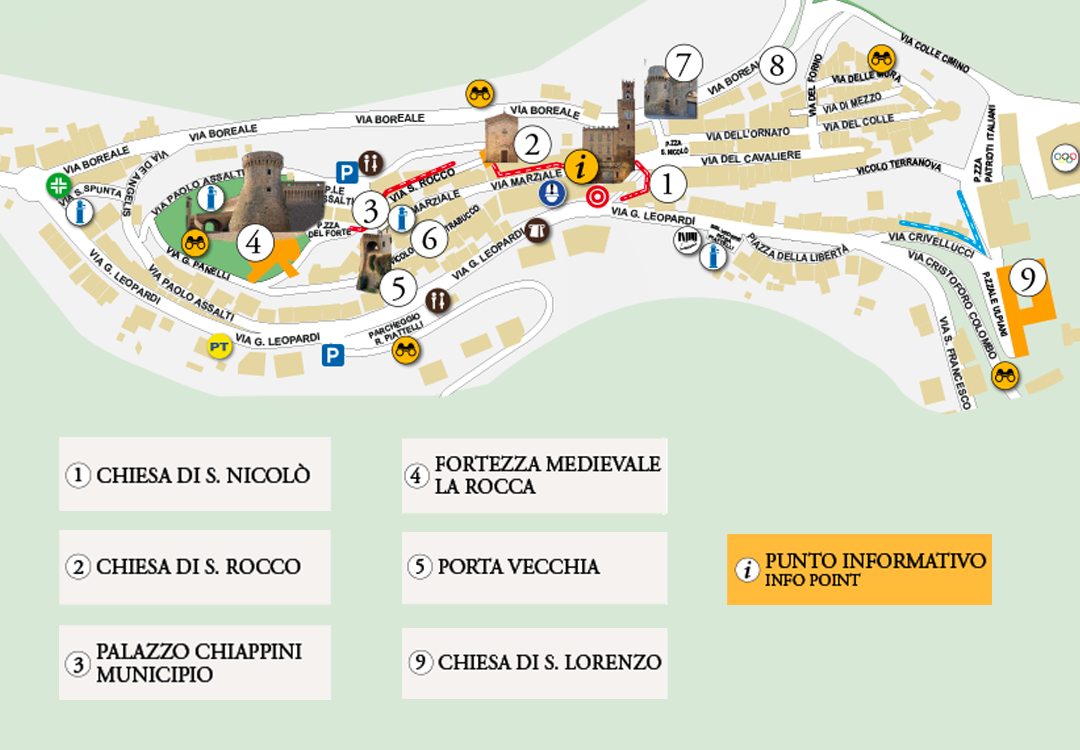 VIA COLLE CIMINO
7
8
VIA BOREALE
VIA DEL FORNO
VIA DELLE MURA
VIA DI MEZZO
VIA DEL COLLE
VIA BOREALE
VIA BOREALE
VIA BOREALE
VIA BOREALE
2
P.ZZA
S. NICOLÒ
VIA DELL'ORNATO
VIA DEL CAVALIERE
VICOLO TERRANOVA
P.ZZA
PATRIOTI ITALIANI
i
VIA MARZIALE
1
P
VIA S. ROCCO
MARZIALE
VIA DE ANGELIS
VIA S. SPUNTA
VIA PAOLO ASSALTI
P.LE
ASSALTI
P.ZZA
DEL FORTE
3
4
6
5
VIA G. PANELLI
VIA PAOLO ASSALTI
VIA G. LEOPARDI
VIA G. LEOPARDI
VIA G. LEOPARDI
VIA G. LEOPARDI
PIAZZA DELLA LIBERTÀ
VIA CRIVELLUCCI
VIA CRISTOFORO COLOMBO
P.ZZALE ULPIANI
VIA S. FRANCESCO
9
PT
P
PARCHEGGIO
R. PIATTELLI
1 CHIESA DI S. NICOLÒ
2 CHIESA DI S. ROCCO
3 PALAZZO CHIAPPINI
MUNICIPIO
4 FORTEZZA MEDIEVALE
LA ROCCA
5 PORTA VECCHIA
9 CHIESA DI S. LORENZO
i PUNTO INFORMATIVO
INFO POINT